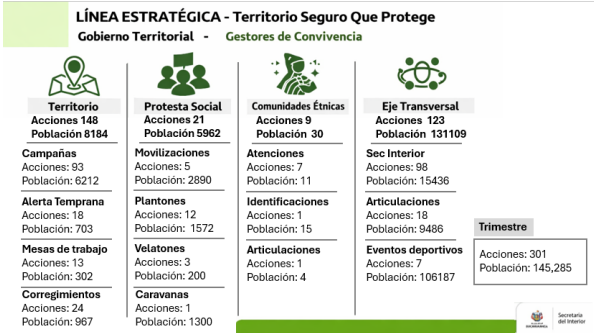 LÍNEA ESTRATÉGICA - Territorio Seguro Que Protege
Gobierno Territorial - Gestores de Convivencia
Territorio
Acciones 148
Población 8184
Campañas
Acciones: 93
Población: 6212
Alerta Temprana
Acciones: 18
Población: 703
Mesas de trabajo
Acciones: 13
Población: 302
Corregimientos
Acciones: 24
Población: 967
Protesta Social
Acciones 21
Población 5962
Movilizaciones
Acciones: 5
Población: 2890
Plantones
Acciones: 12
Población: 1572
Velatones
Acciones: 3
Población: 200
Caravanas
Acciones: 1
Población: 1300
Comunidades Étnicas
Acciones 9
Población 30
Atenciones
Acciones: 7
Población: 11
Identificaciones
Acciones: 1
Población: 15
Articulaciones
Acciones: 1
Población: 4
Eje Transversal
Acciones 123
Población 131109
Sec Interior
Acciones: 98
Población: 15436
Articulaciones
Acciones: 18
Población: 9486
Eventos deportivos
Acciones: 7
Población: 106187
Trimestre
Acciones: 301
Población: 145,285
Secretaría
del Interior